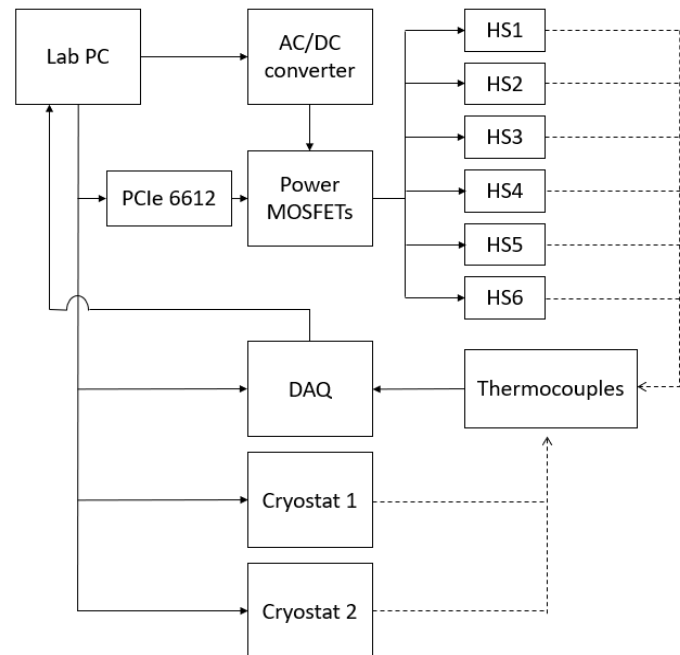 Lab PC
AC/DC
converter
HS1
HS2
HS3
PCIe 6612
Power
MOSFETs
HS4
HS5
HS6
DAQ
Thermocouples
Cryostat 1
Cryostat 2